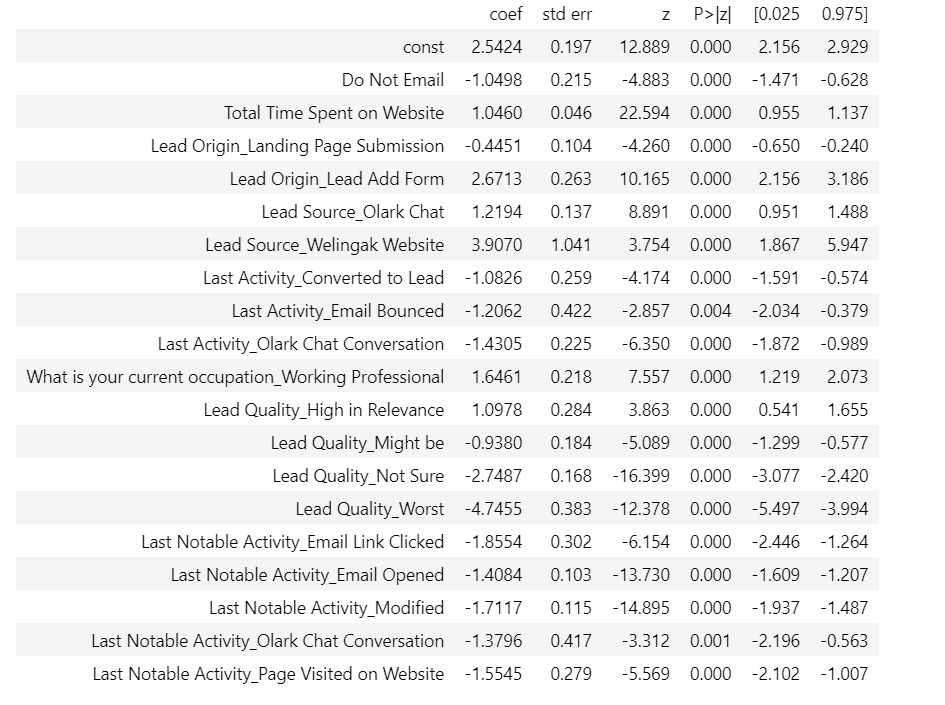 coef std err z P>|z| [0.025 0.975]
const 2.5424 0.197 12.889 0.000 2.156 2.929
Do Not Email -1.0498 0.215 -4.883 0.000 -1.471 -0.628
Total Time Spent on Website 1.0460 0.046 22.594 0.000 0.955 1.137
Lead Origin_Landing Page Submission -0.4451 0.104 -4.260 0.000 -0.650 -0.240
Lead Origin_Lead Add Form 2.6713 0.263 10.165 0.000 2.156 3.186
Lead Source_Olark Chat 1.2194 0.137 8.891 0.000 0.951 1.488
Lead Source_Welingak Website 3.9070 1.041 3.754 0.000 1.867 5.947
Last Activity_Converted to Lead -1.0826 0.259 -4.174 0.000 -1.591 -0.574
Last Activity_Email Bounced -1.2062 0.422 -2.857 0.004 -2.034 -0.379
Last Activity_Olark Chat Conversation -1.4305 0.225 -6.350 0.000 -1.872 -0.989
What is your current occupation_Working Professional 1.6461 0.218 7.557 0.000 1.219 2.073
Lead Quality_High in Relevance 1.0978 0.284 3.863 0.000 0.541 1.655
Lead Quality_Might be -0.9380 0.184 -5.089 0.000 -1.299 -0.577
Lead Quality_Not Sure -2.7487 0.168 -16.399 0.000 -3.077 -2.420
Lead Quality_Worst -4.7455 0.383 -12.378 0.000 -5.497 -3.994
Last Notable Activity_Email Link Clicked -1.8554 0.302 -6.154 0.000 -2.446 -1.264
Last Notable Activity_Email Opened -1.4084 0.103 -13.730 0.000 -1.609 -1.207
Last Notable Activity_Modified -1.7117 0.115 -14.895 0.000 -1.937 -1.487
Last Notable Activity_Olark Chat Conversation -1.3796 0.417 -3.312 0.001 -2.196 -0.563
Last Notable Activity_Page Visited on Website -1.5545 0.279 -5.569 0.000 -2.102 -1.007